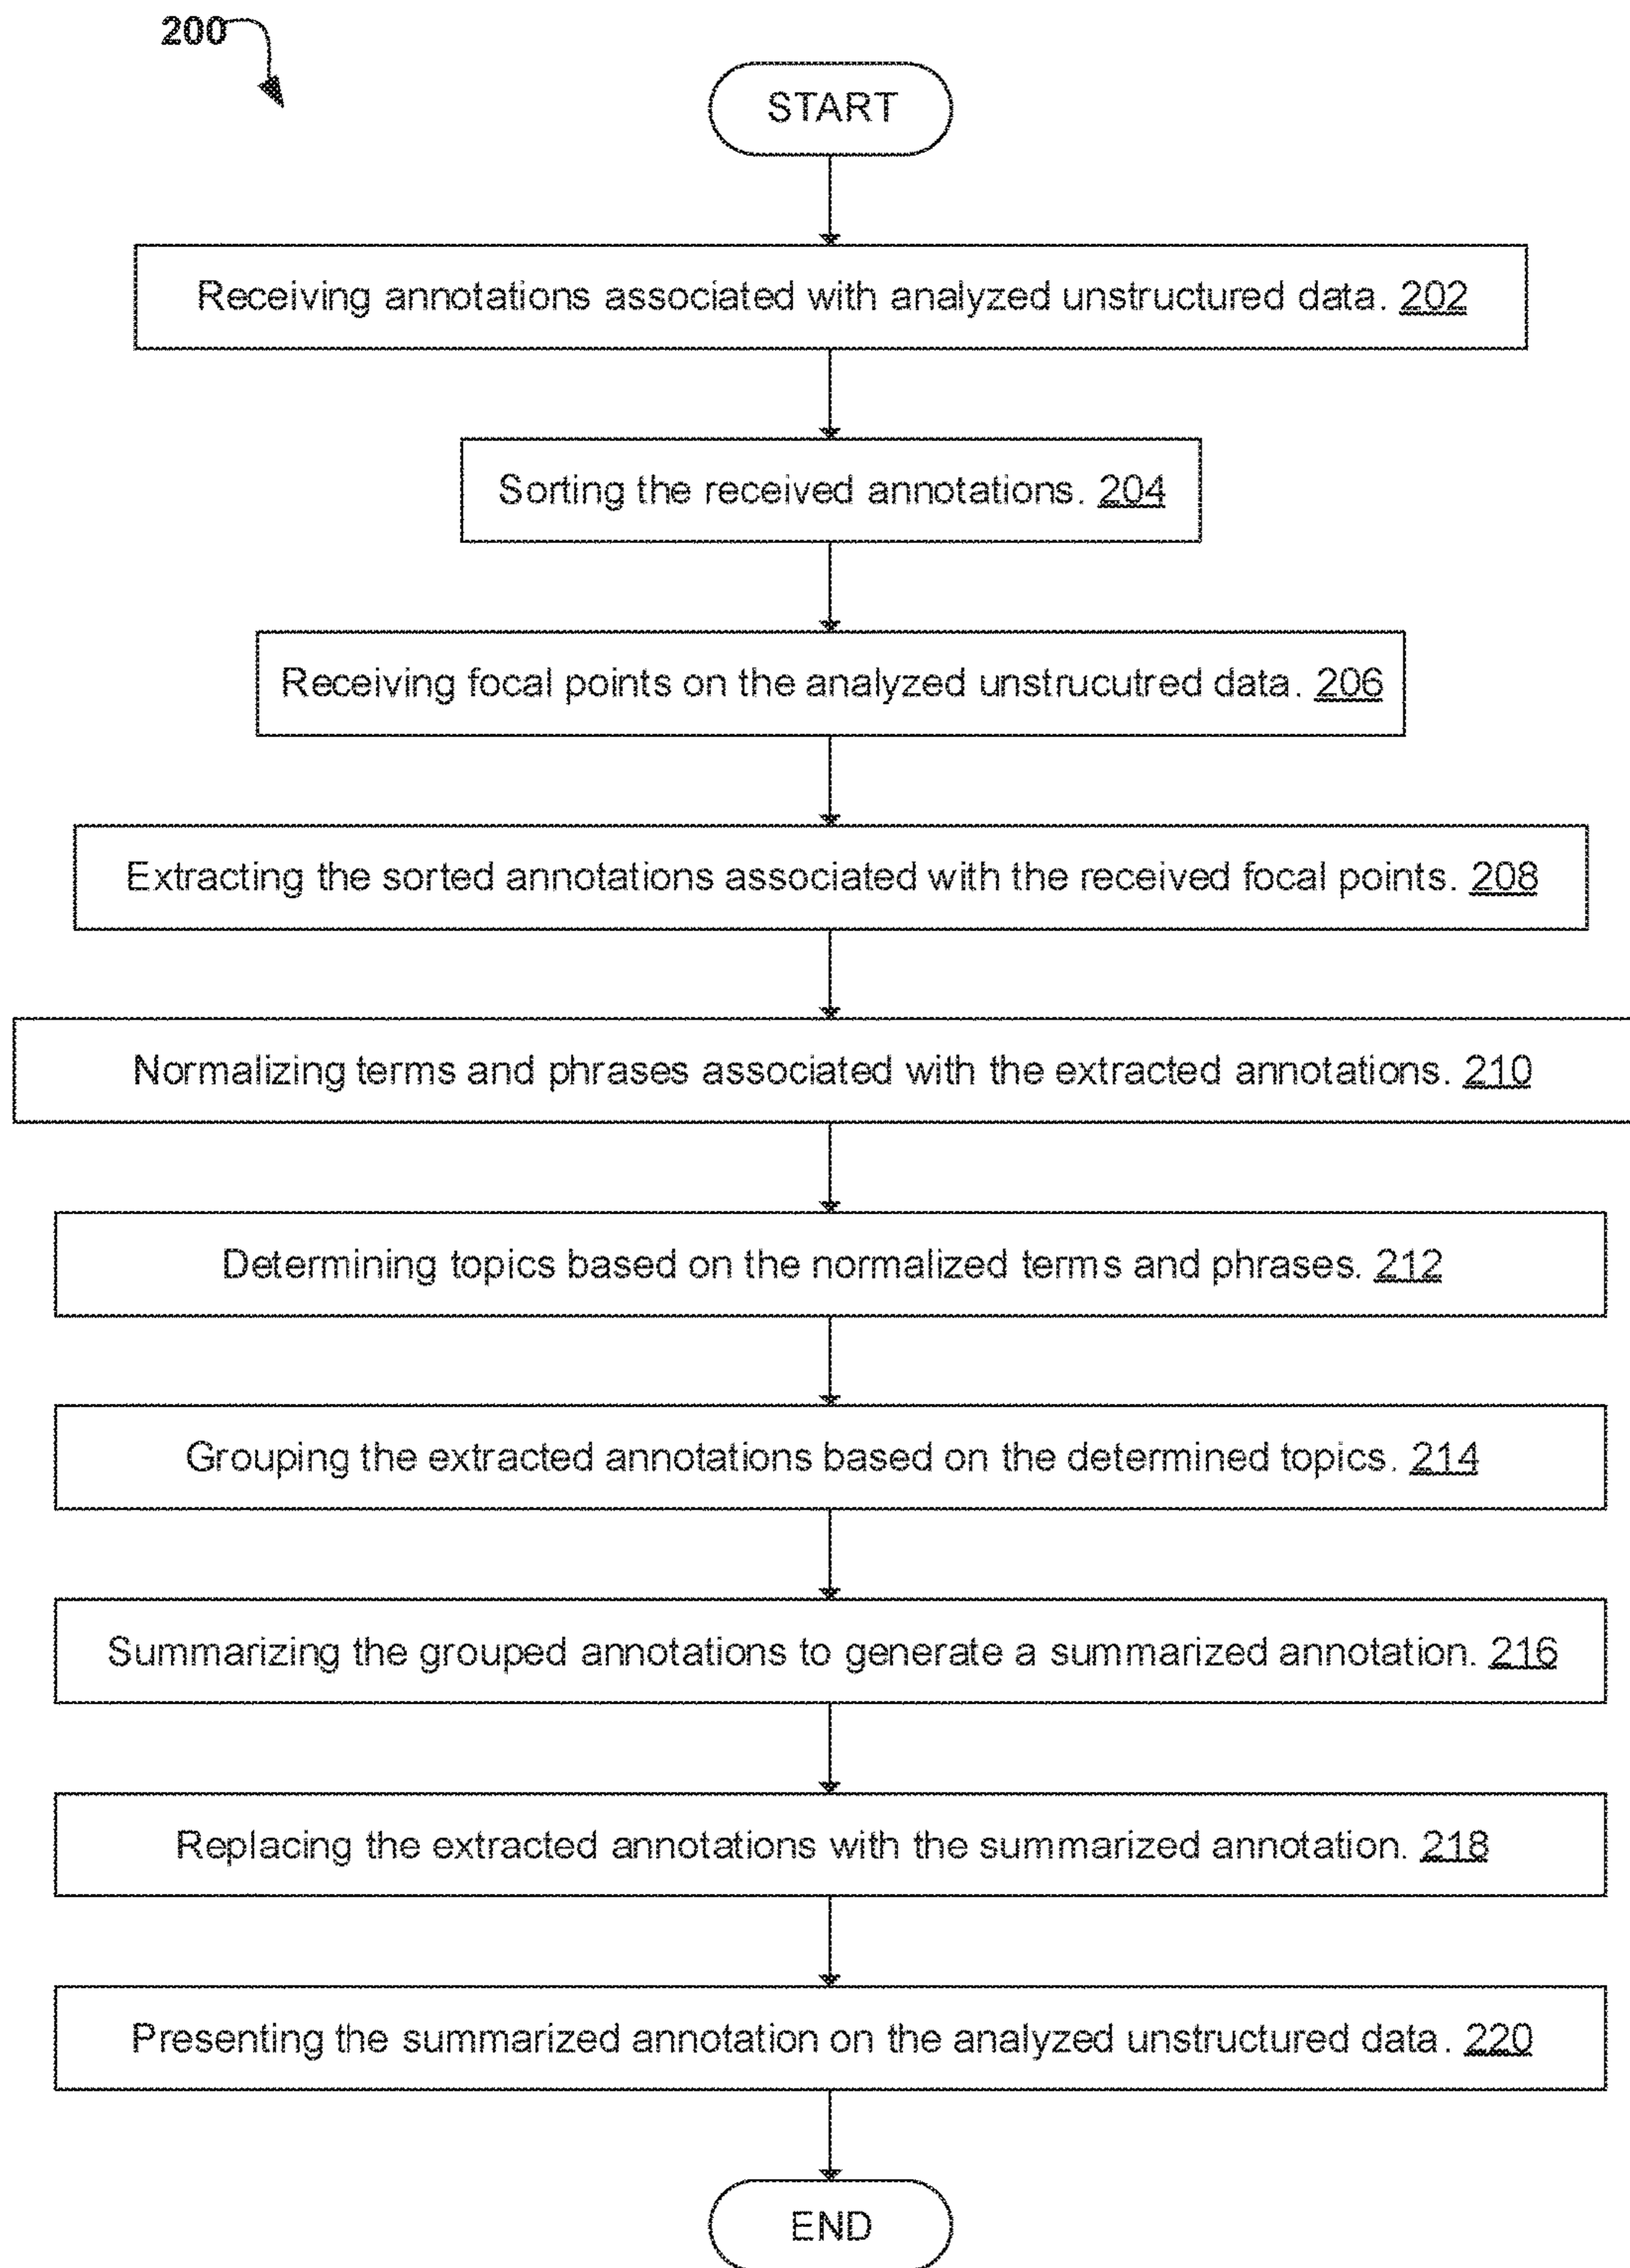 200
START
Receiving annotations associated with analyzed unstructured data. 202
Sorting the received annotations. 204
Receiving focal points on the analyzed unstrucutred data. 206
Extracting the sorted annotations associated with the received focal points. 208
Normalizing terms and phrases associated with the extracted annotations. 210
Determining topics based on the normalized terms and phrases. 212
Grouping the extracted annotations based on the determined topics. 214
Summarizing the grouped annotations to generate a summarized annotation. 216
Replacing the extracted annotations with the summarized annotation. 218
Presenting the summarized annotation on the analyzed unstructured data. 220
END